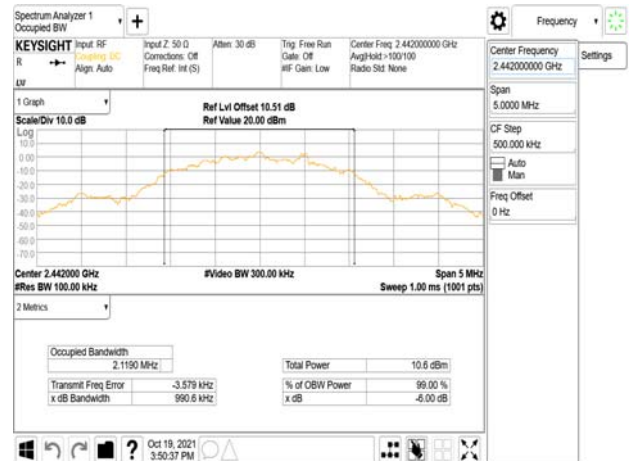 Spectrum Analyzer 1
Occupied BW
Frequency
KEYSIGHT
Input: RF
Coupling: DC
Align: Auto
Input Z: 50 Ω
Corrections: Off
Freq Ref: Int (S)
Atten: 30 dB
Trig: Free Run
Gate: Off
#IF Gain: Low
Center Freq: 2.442000000 GHz
Avg|Hold:>100/100
Radio Std: None
R
LW
Center Frequency
2.442000000 GHz
Settings
Span
5.0000 MHz
CF Step
500.000 kHz
Auto
Man
Freq Offset
0 Hz
1 Graph
Scale/Div 10.0 dB
Ref Lvl Offset 10.51 dB
Ref Value 20.00 dBm
Log
10.0
0.00
-10.0
-20.0
-30.0
-40.0
-50.0
-60.0
-70.0
Center 2.442000 GHz
#Res BW 100.00 kHz
#Video BW 300.00 kHz
Span 5 MHz
Sweep 1.00 ms (1001 pts)
2 Metrics
Occupied Bandwidth
2.1190 MHz
Total Power 10.6 dBm
Transmit Freq Error -3.579 kHz
% of OBW Power 99.00 %
x dB Bandwidth 990.6 kHz
x dB -6.00 dB
Oct 19, 2021
3:50:37 PM